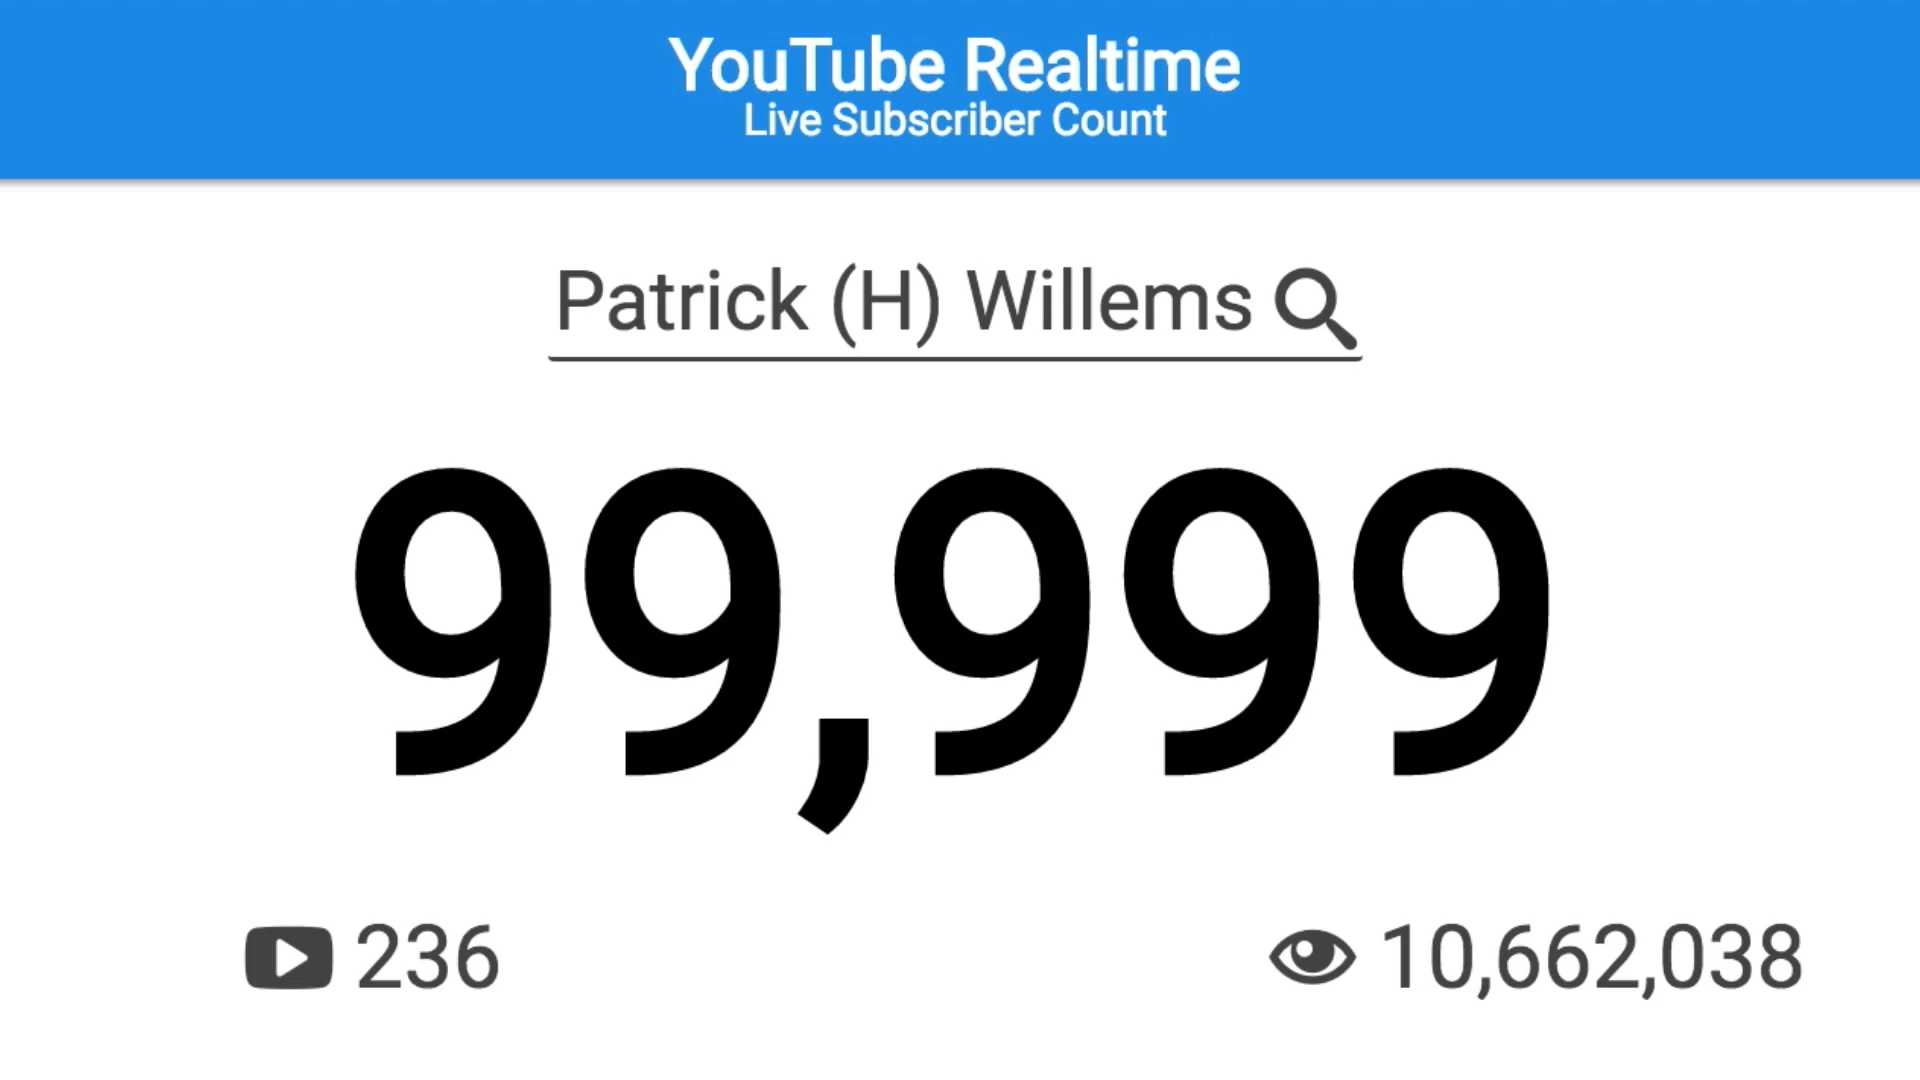 YouTube Realtime
Live Subscriber Count
Patrick (H) Willems
99,999
236
10,662,038